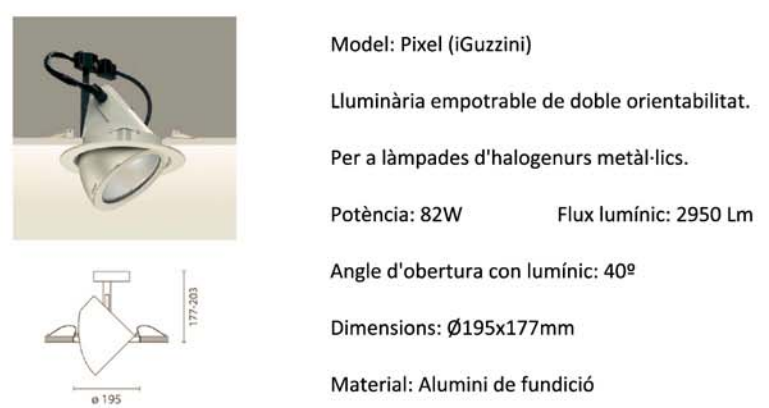 Model: Pixel (iGuzzini)
Lluminària empotrable de doble orientabilitat.
Per a làmpades d'halogenurs metàl·lics.
Potència: 82W Flux lumínic: 2950 Lm
Angle d'obertura con lumínic: 40º
Dimensions: Ø195x177mm
Material: Alumini de fundició
177-203
ø 195